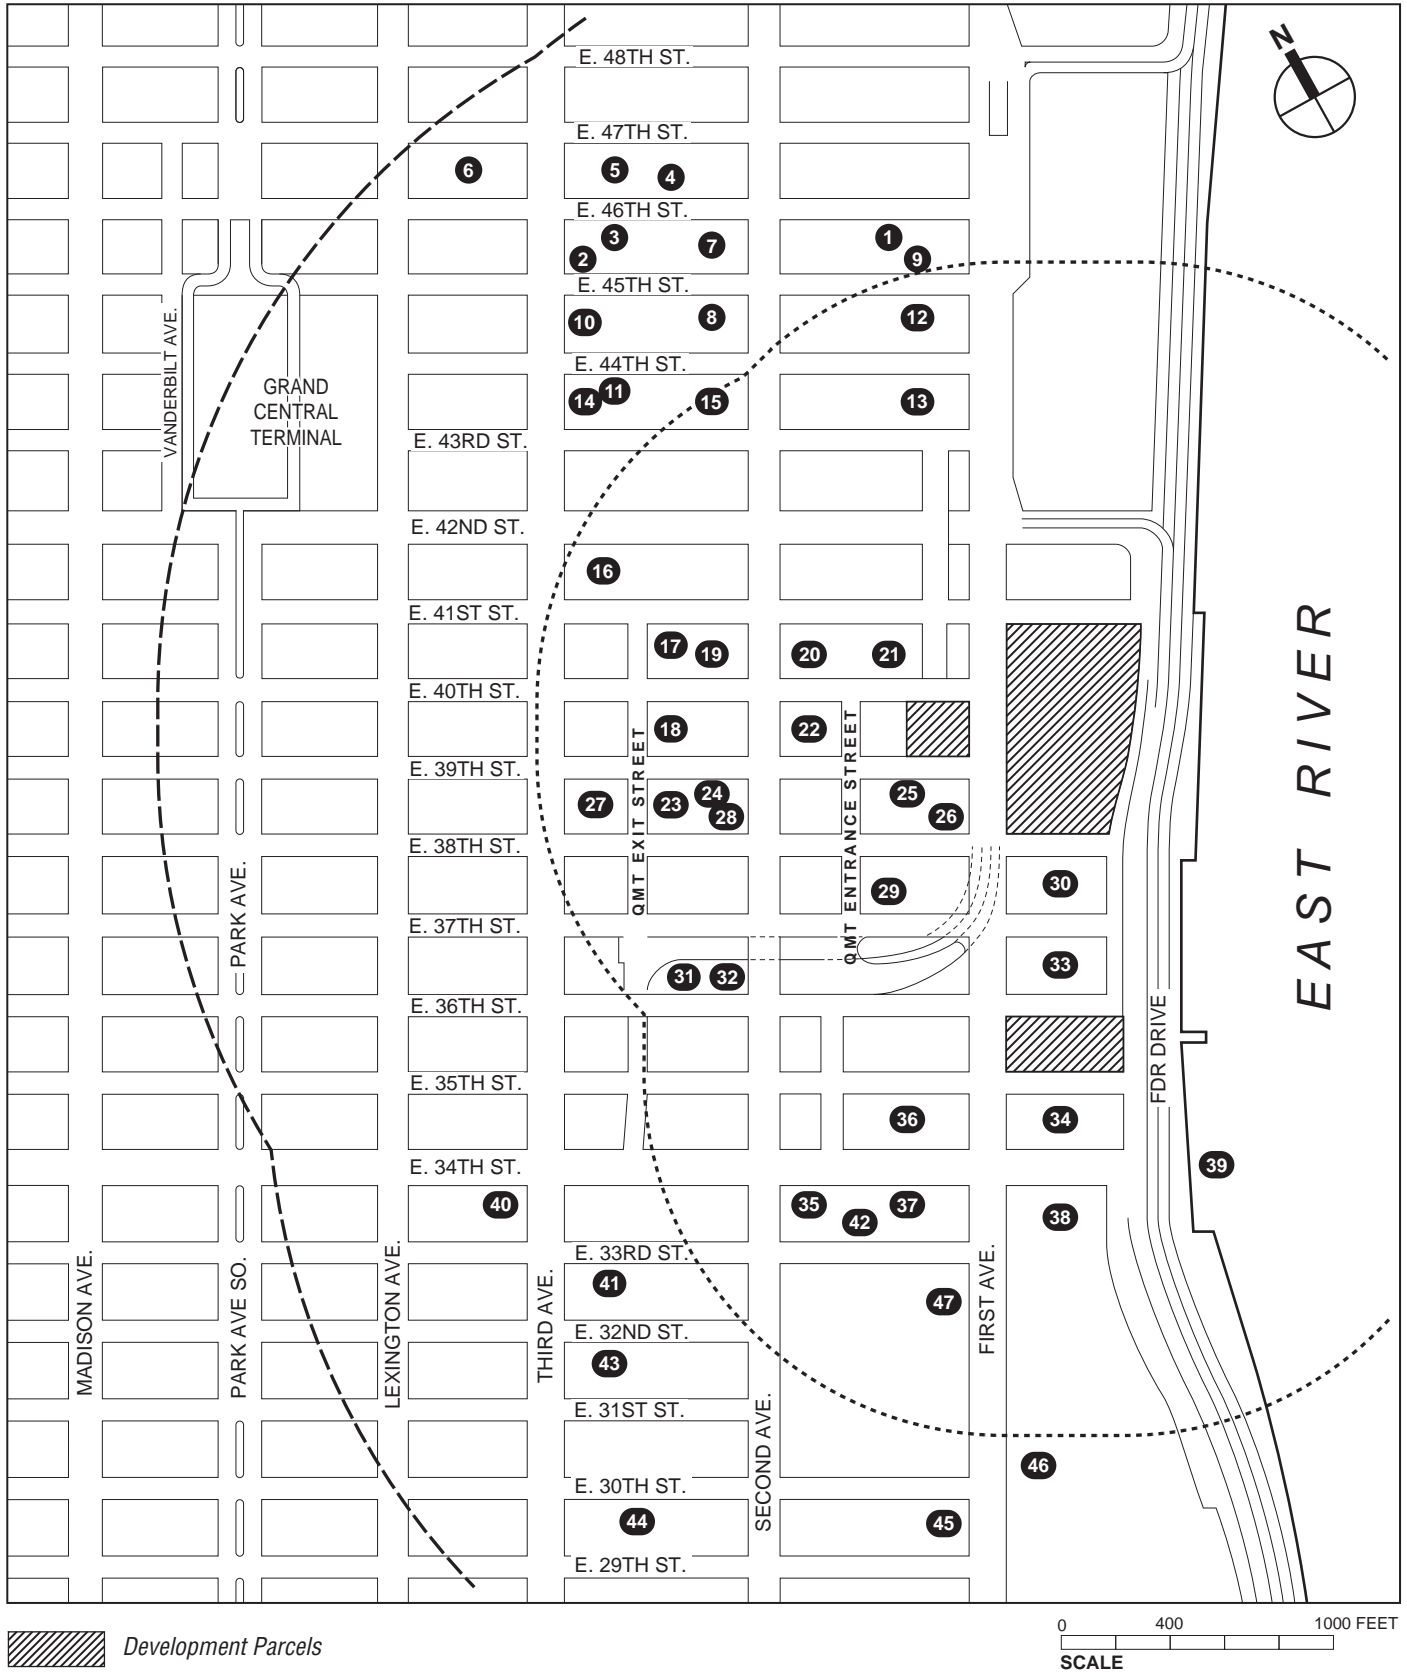 N
E. 48TH ST.
E. 47TH ST.
6
5
4
E. 46TH ST.
3
7
1
2
9
E. 45TH ST.
10
8
12
VANDERBILT AVE.
E. 44TH ST.
GRAND
CENTRAL
TERMINAL
14
11
15
13
E. 43RD ST.
E. 42ND ST.
16
E. 41ST ST.
17
19
20
21
E. 40TH ST.
18
22
QMT EXIT STREET
QMT ENTRANCE STREET
EAST RIVER
E. 39TH ST.
27
23
24
28
25
26
E. 38TH ST.
29
30
PARK AVE.
E. 37TH ST.
31
32
33
E. 36TH ST.
FDR DRIVE
E. 35TH ST.
36
34
E. 34TH ST.
39
40
35
42
37
38
E. 33RD ST.
MADISON AVE.
PARK AVE SO.
LEXINGTON AVE.
THIRD AVE.
41
47
FIRST AVE.
E. 32ND ST.
43
E. 31ST ST.
SECOND AVE.
46
E. 30TH ST.
44
45
E. 29TH ST.
Development Parcels
0 400 1000 FEET
SCALE